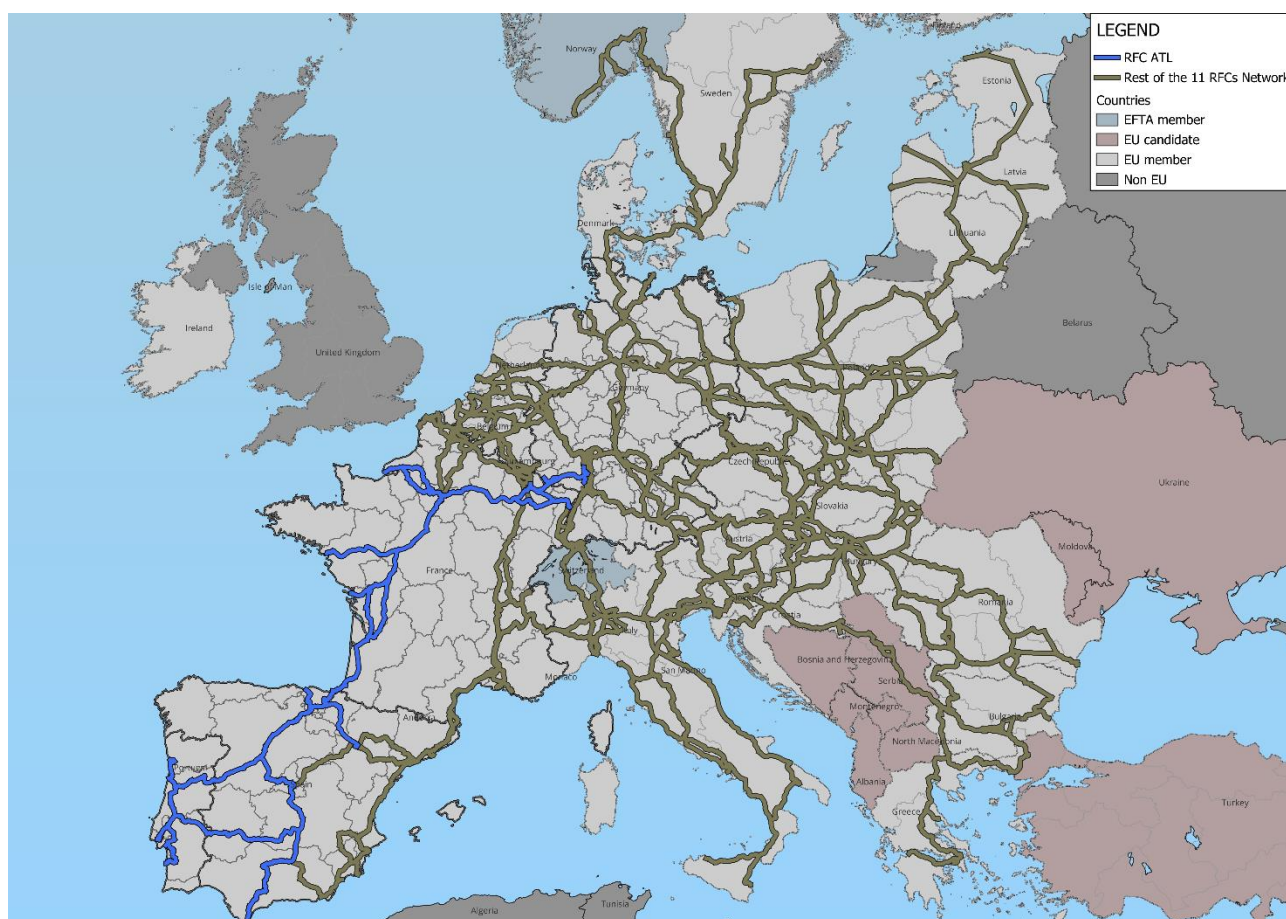 LEGEND
RFC ATL
Rest of the 11 RFCs Network
Countries
EFTA member
EU candidate
EU member
Non EU
Norway
Sweden
Estonia
Latvia
Denmark
Lithuania
Isle of Man
Ireland
United Kingdom
Belarus
Germany
Belgium
Czech Republic
Ukraine
Slovakia
Austria
Moldova
France
Switzerland
Romania
Croatia
Italy
Bosnia and Herzegovina
San Marino
Monaco
Serbia
Montenegro
Bulgaria
North Macedonia
Portugal
Albania
Greece
Turkey
Algeria
Tunisia